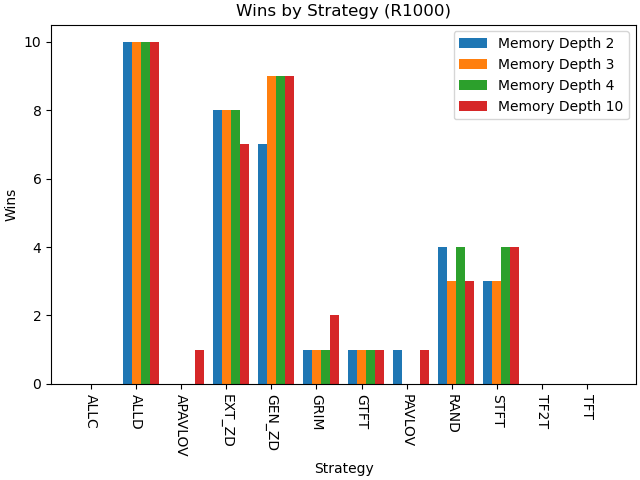 Wins by Strategy (R1000)
Memory Depth 2
Memory Depth 3
Memory Depth 4
Memory Depth 10
10
8
6
4
2
0
Wins
ALLC
ALLD
APAVLOV
EXT_ZD
GEN_ZD
GRIM
GTFT
PAVLOV
RAND
STFT
TF2T
TFT
Strategy